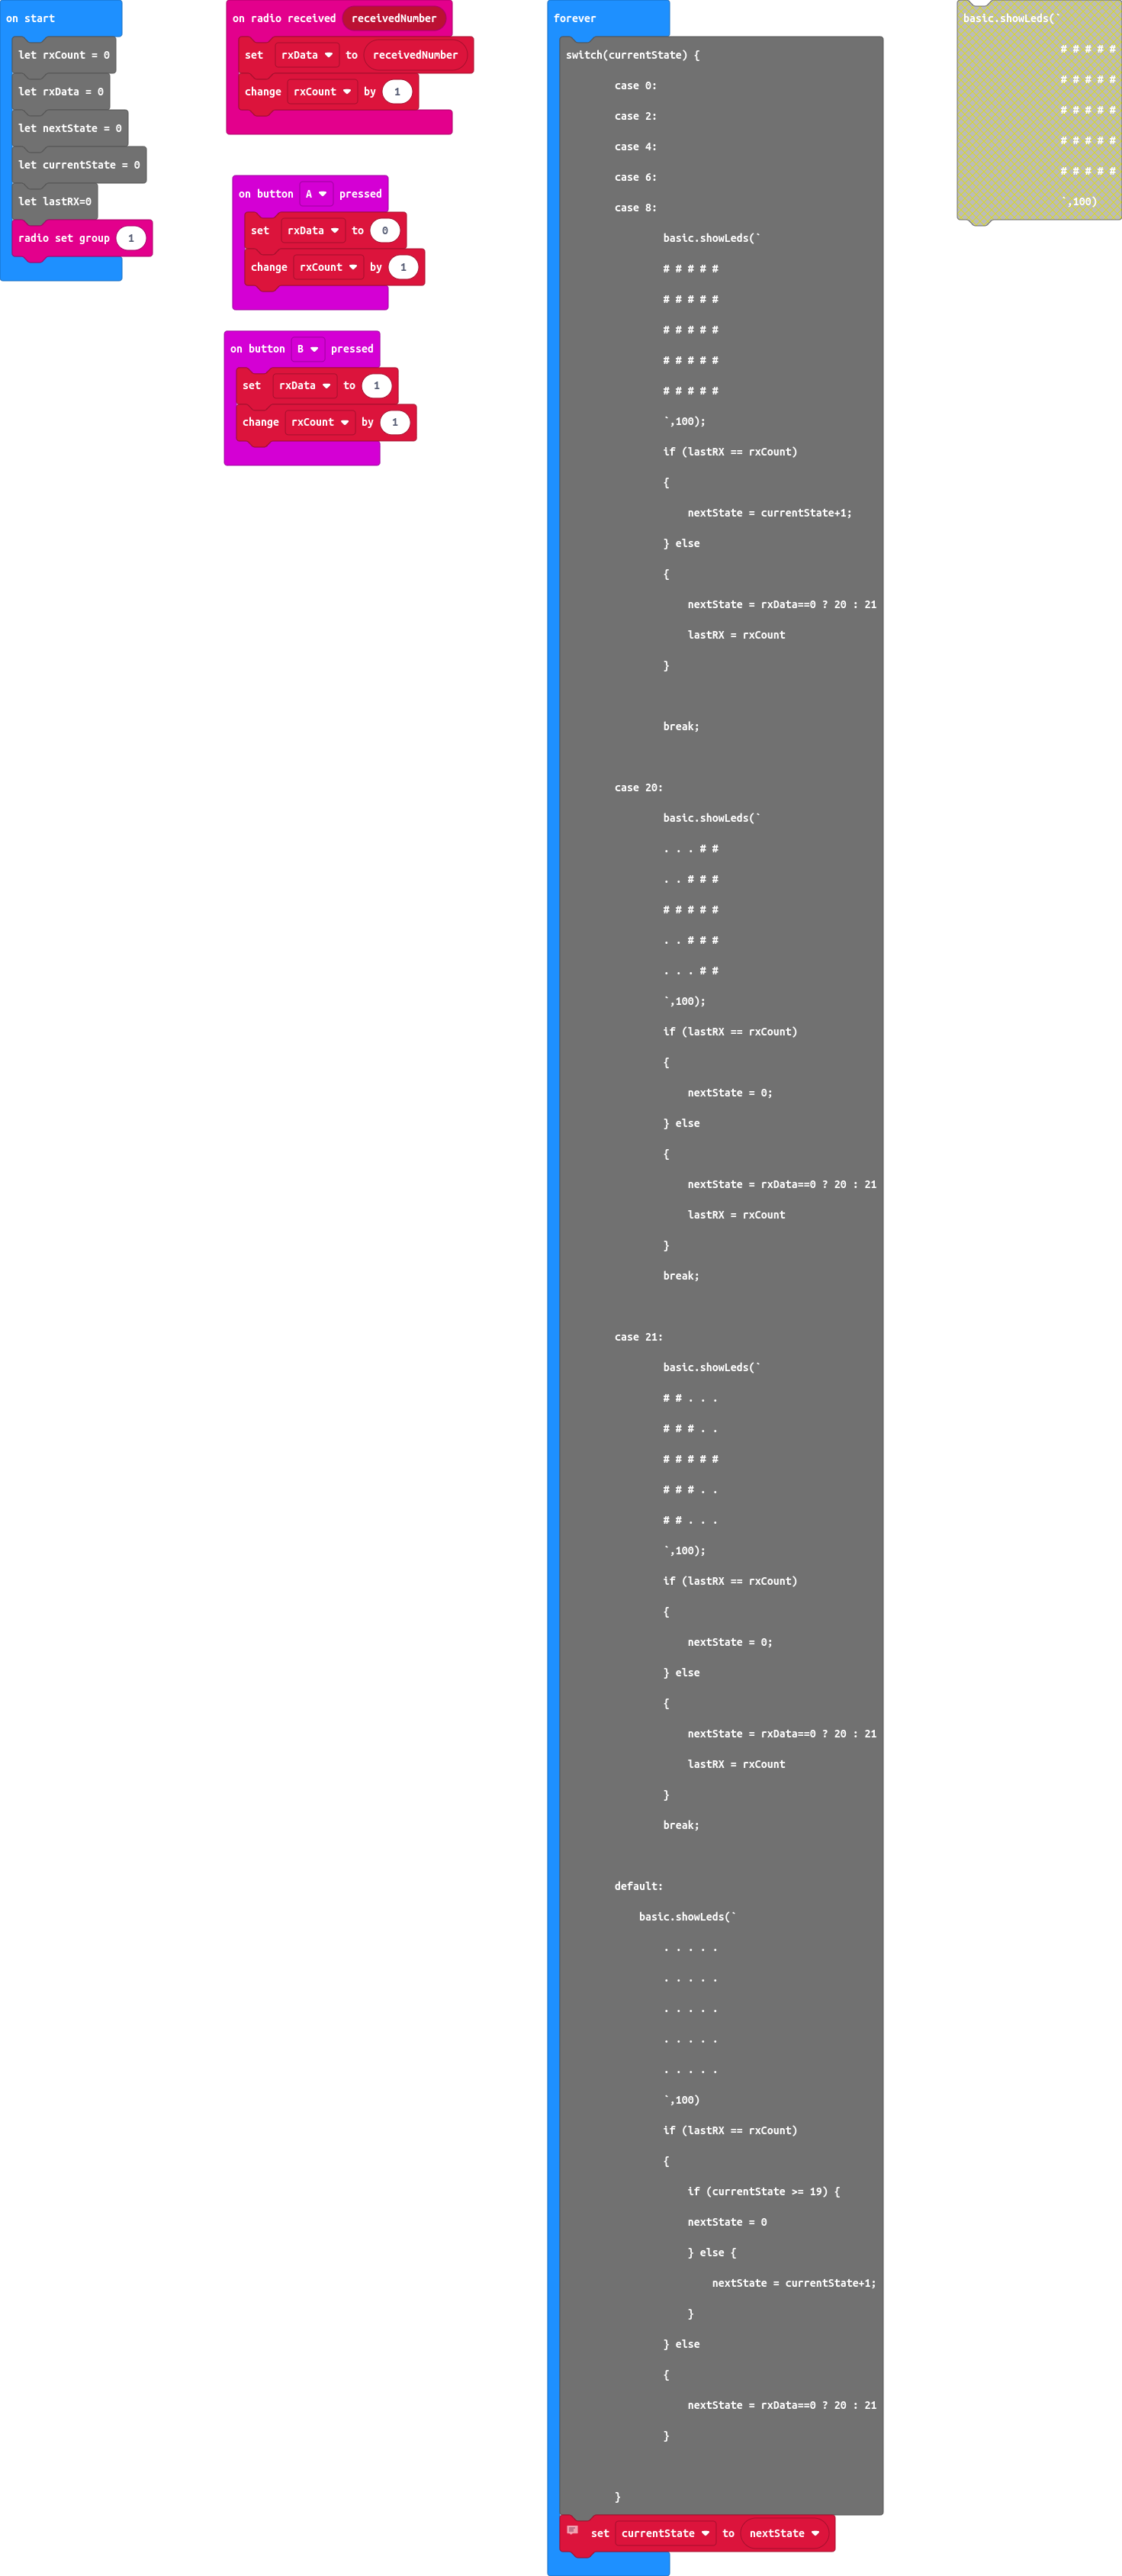 on start
let rxCount = 0
let rxData = 0
let nextState = 0
let currentState = 0
let lastRX=0
radio set group 1
on radio received receivedNumber
set rxData to receivedNumber
change rxCount by 1
on button A pressed
set rxData to 0
change rxCount by 1
on button B pressed
set rxData to 1
change rxCount by 1
forever
switch(currentState) {
case 0:
case 2:
case 4:
case 6:
case 8:
basic.showLeds(`
# # # # #
# # # # #
# # # # #
# # # # #
# # # # #
`,100);
if (lastRX == rxCount)
{
nextState = currentState+1;
} else
{
nextState = rxData==0 ? 20 : 21
lastRX = rxCount
}
break;
case 20:
basic.showLeds(`
. . . # #
. . # # #
# # # # #
. . # # #
. . . # #
`,100);
if (lastRX == rxCount)
{
nextState = 0;
} else
{
nextState = rxData==0 ? 20 : 21
lastRX = rxCount
}
break;
case 21:
basic.showLeds(`
# # . . .
# # # . .
# # # # #
# # # . .
# # . . .
`,100);
if (lastRX == rxCount)
{
nextState = 0;
} else
{
nextState = rxData==0 ? 20 : 21
lastRX = rxCount
}
break;
default:
basic.showLeds(`
. . . . .
. . . . .
. . . . .
. . . . .
. . . . .
`,100)
if (lastRX == rxCount)
{
if (currentState >= 19) {
nextState = 0
} else {
nextState = currentState+1;
}
} else
{
nextState = rxData==0 ? 20 : 21
}
}
set currentState to nextState
basic.showLeds(`
# # # # #
# # # # #
# # # # #
# # # # #
# # # # #
`,100)